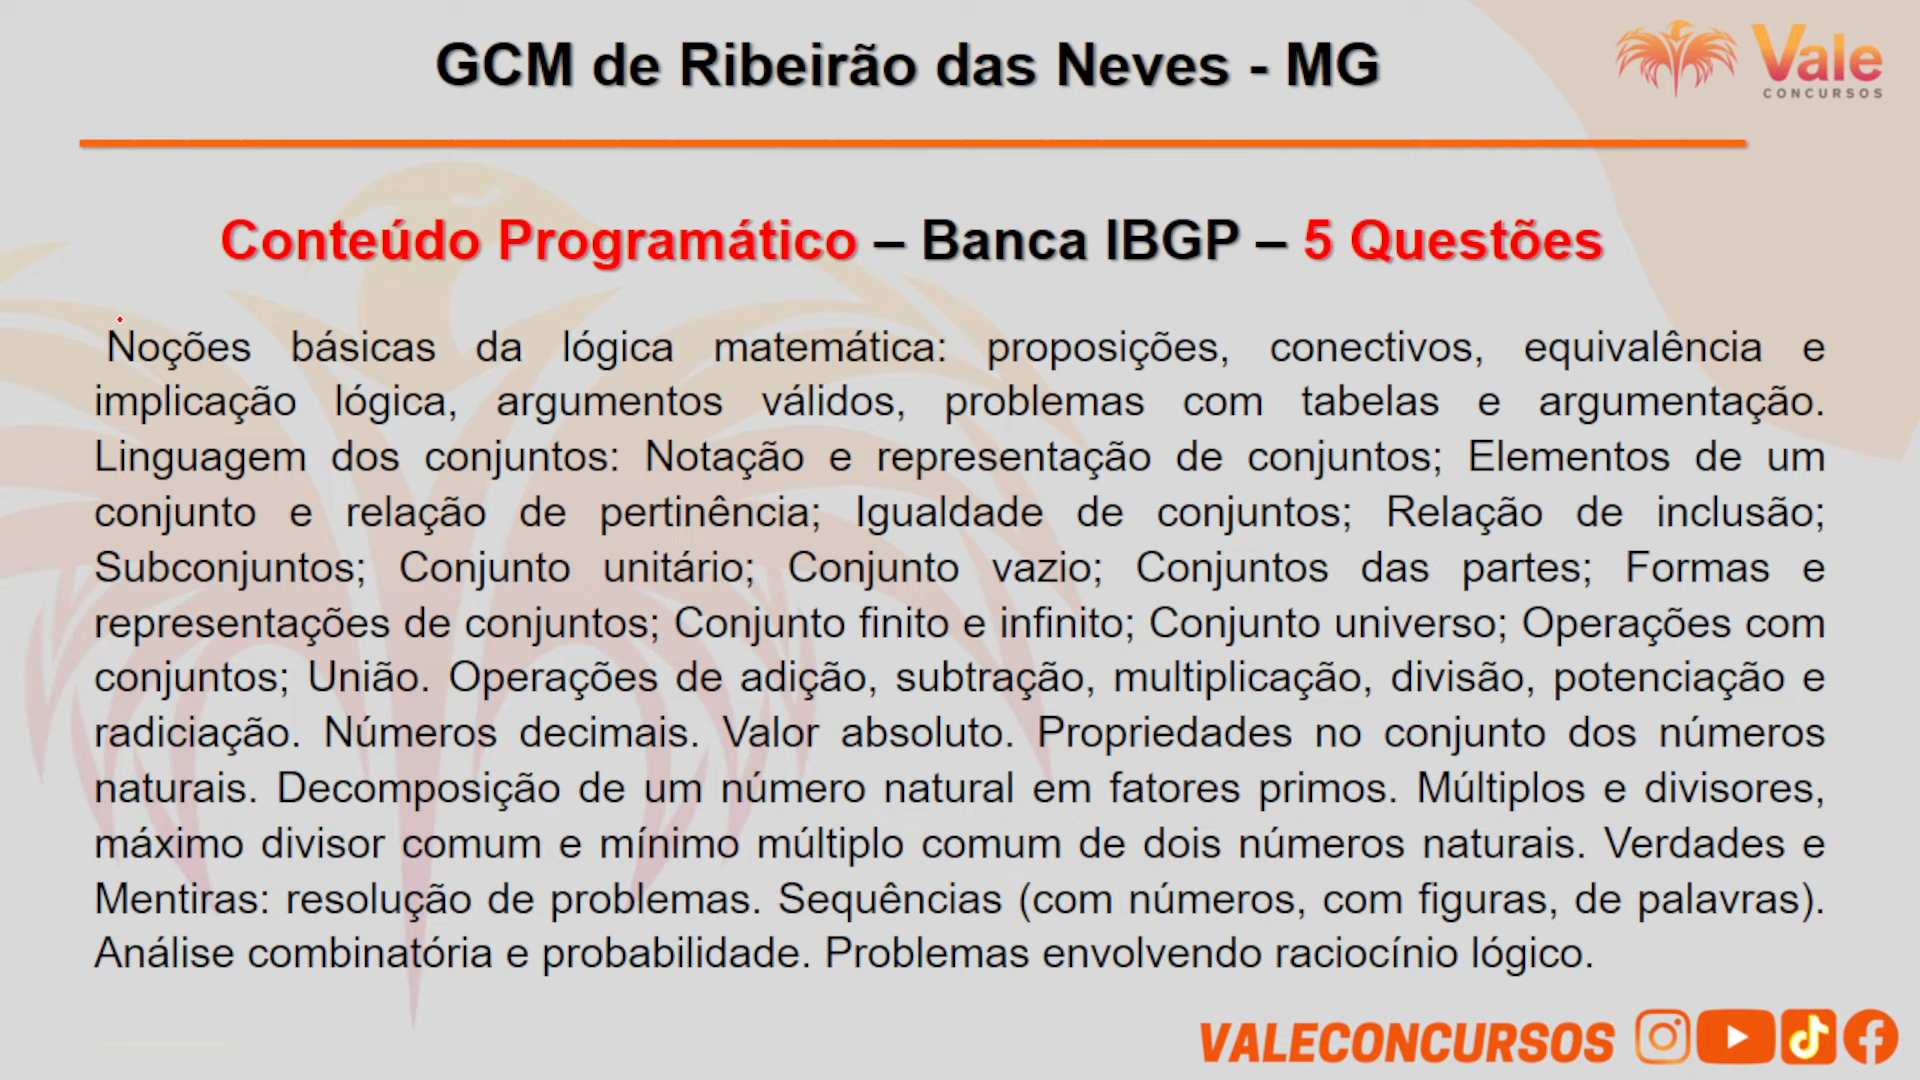 GCM de Ribeirão das Neves - MG
Vale
CONCURSOS
Conteúdo Programático – Banca IBGP – 5 Questões
Noções básicas da lógica matemática: proposições, conectivos, equivalência e
implicação lógica, argumentos válidos, problemas com tabelas e argumentação.
Linguagem dos conjuntos: Notação e representação de conjuntos; Elementos de um
conjunto e relação de pertinência; Igualdade de conjuntos; Relação de inclusão;
Subconjuntos; Conjunto unitário; Conjunto vazio; Conjuntos das partes; Formas e
representações de conjuntos; Conjunto finito e infinito; Conjunto universo; Operações com
conjuntos; União. Operações de adição, subtração, multiplicação, divisão, potenciação e
radiciação. Números decimais. Valor absoluto. Propriedades no conjunto dos números
naturais. Decomposição de um número natural em fatores primos. Múltiplos e divisores,
máximo divisor comum e mínimo múltiplo comum de dois números naturais. Verdades e
Mentiras: resolução de problemas. Sequências (com números, com figuras, de palavras).
Análise combinatória e probabilidade. Problemas envolvendo raciocínio lógico.
VALECONCURSOS